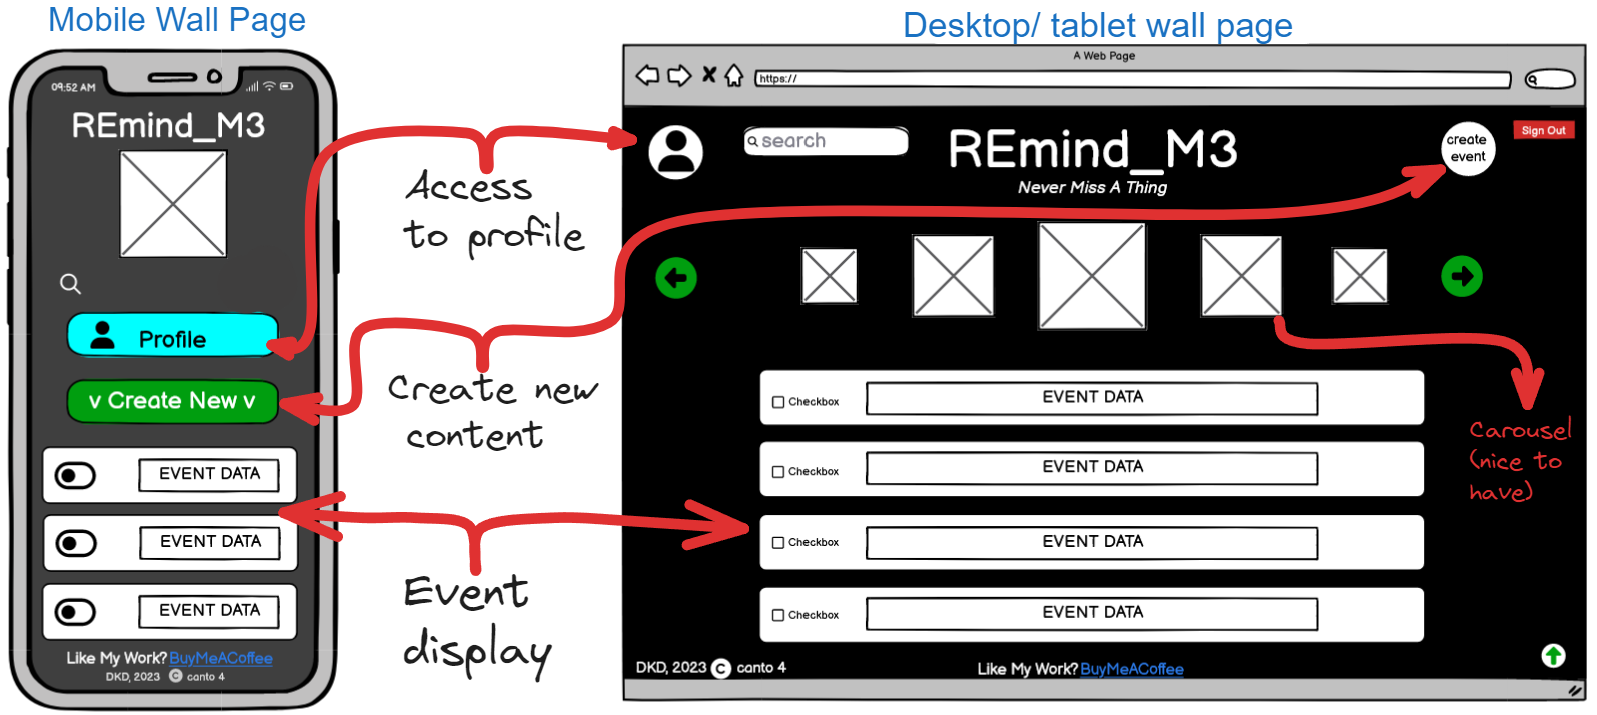 Mobile Wall Page
09:52 AM
REmind_M3
Profile
v Create New v
EVENT DATA
EVENT DATA
EVENT DATA
Like My Work? BuyMeACoffee
DKD, 2023 C canto 4
Access
to profile
Create new
content
Event
display
Desktop/ tablet wall page
A Web Page
https://
search
REmind_M3
Never Miss A Thing
create
event
Sign Out
Checkbox EVENT DATA
Checkbox EVENT DATA
Checkbox EVENT DATA
Checkbox EVENT DATA
Carousel
(nice to
have)
DKD, 2023 C canto 4
Like My Work? BuyMeACoffee